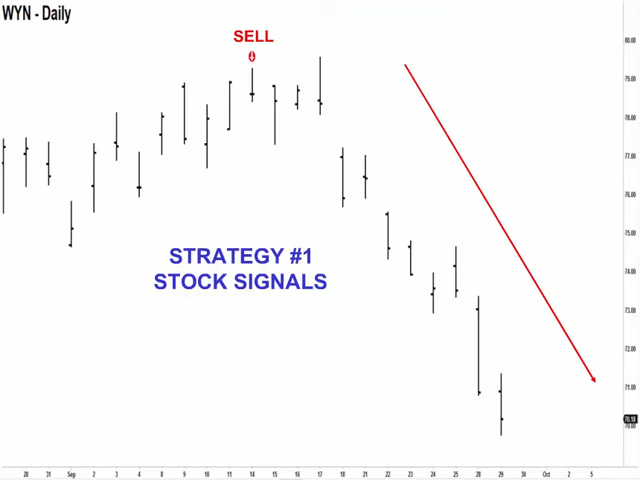 WYN - Daily
SELL
STRATEGY #1
STOCK SIGNALS
80.00
79.00
78.00
77.00
76.00
75.00
74.00
73.00
72.00
71.00
70.18
70.00
28 31 Sep 2 3 4 8 9 10 11 14 15 16 17 18 21 22 23 24 25 28 29 30 Oct 2 5